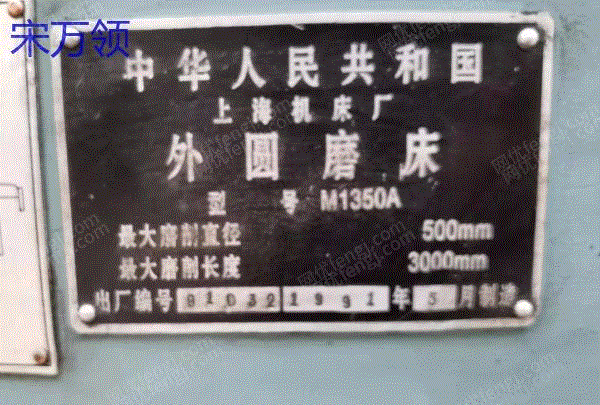 宋万领
中华人民共和国
上海机床厂
外圆磨床
型 号 M1350A
最大磨削直径 500mm
最大磨削长度 3000mm
出厂编号 91032 1991 年 5 月制造